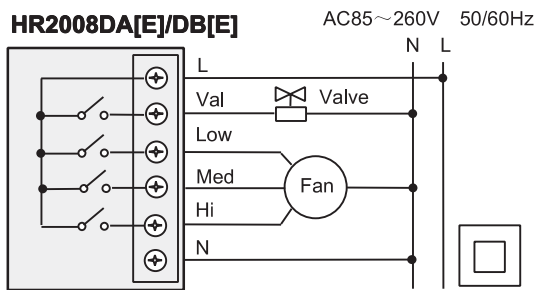 HR2008DA[E]/DB[E]
AC85～260V 50/60Hz
N L
L
Val
Valve
Low
Med
Fan
Hi
N